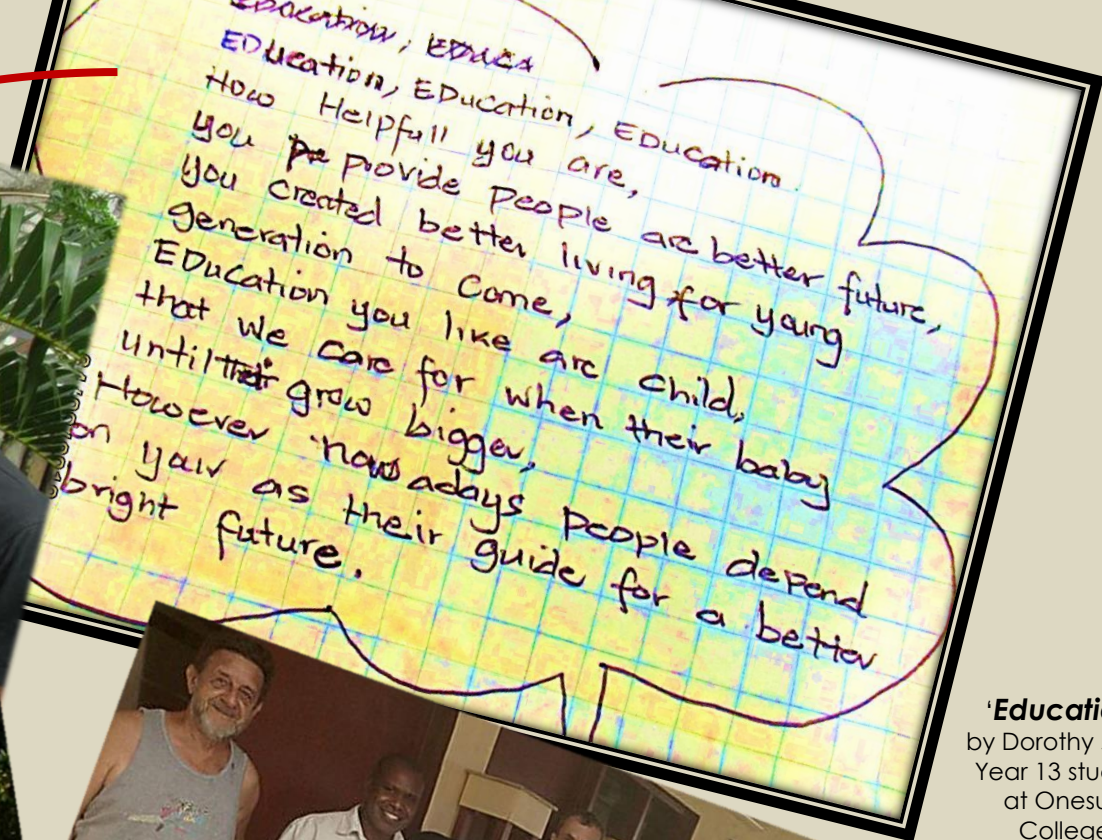 Education, Educa
EDucation, EDucation, EDucation.
How Helpfull you are,
you provide people are better future,
you created better living for young
generation to come,
EDucation you like are child,
that we care for when their baby
until grow bigger,
However nowadays people depend
on your as their guide for a better
bright future.
'Educati
by Dorothy
Year 13 stu
at Onesu
College